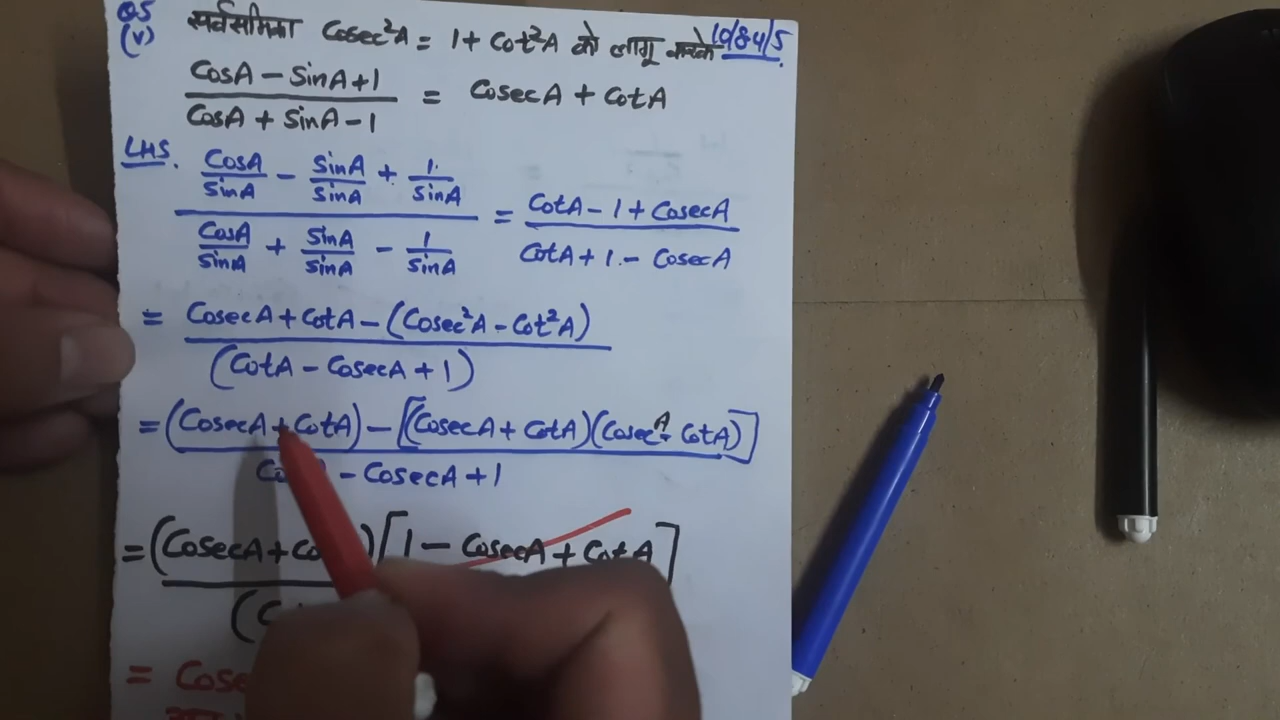 Q5
(v) सर्वसमिका Cosec²A = 1 + Cot²A को लागू करके 10/8.4/5
CosA - SinA + 1 / CosA + SinA - 1 = CosecA + CotA
LHS. CosA/SinA - SinA/SinA + 1/SinA / CosA/SinA + SinA/SinA - 1/SinA = CotA - 1 + CosecA / CotA + 1 - CosecA
= CosecA + CotA - (Cosec²A - Cot²A) / (CotA - CosecA + 1)
= (CosecA + CotA) - [(CosecA + CotA)(CosecA - CotA)] / - CosecA + 1
= (CosecA + [1 - CosecA + CotA] /
=